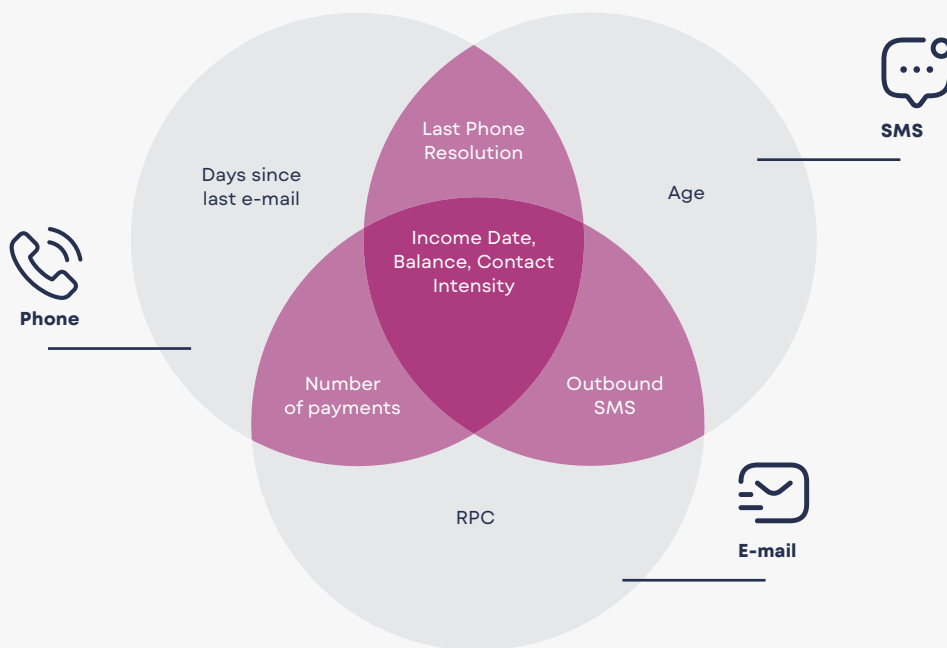 SMS
Last Phone
Resolution
Days since
last e-mail
Age
Income Date,
Balance, Contact
Intensity
Phone
Number
of payments
Outbound
SMS
RPC
E-mail